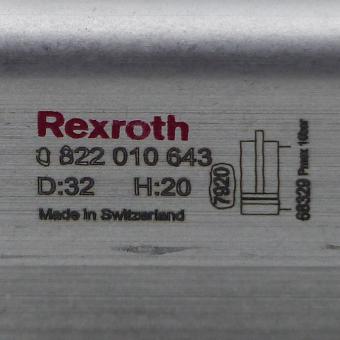 Rexroth
0 822 010 643
D:32 H:20
Made in Switzerland
7920
68329 Pmax 10bar